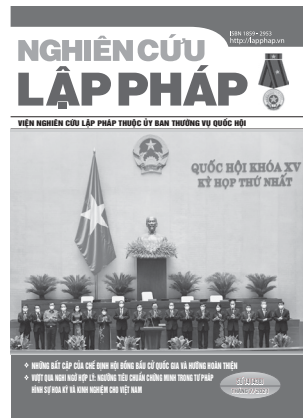 ISBN 1859 - 2953
http://lapphap.vn
NGHIÊN CỨU
LẬP PHÁP
VIỆN NGHIÊN CỨU LẬP PHÁP THUỘC ỦY BAN THƯỜNG VỤ QUỐC HỘI
QUỐC HỘI KHÓA XV
KỲ HỌP THỨ NHẤT
NHỮNG BẤT CẬP CỦA CHẾ ĐỊNH HỘI ĐỒNG BẦU CỬ QUỐC GIA VÀ HƯỚNG HOÀN THIỆN
VƯỢT QUA NGHI NGỜ HỢP LÝ: NGƯỠNG TIÊU CHUẨN CHỨNG MINH TRONG TƯ PHÁP
HÌNH SỰ HOA KỲ VÀ KINH NGHIỆM CHO VIỆT NAM